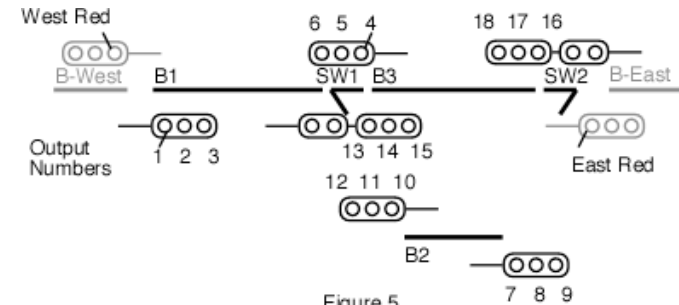 West Red
6 5 4
18 17 16
B-West
B1
SW1
B3
SW2
B-East
Output
Numbers
1 2 3
13 14 15
East Red
12 11 10
B2
7 8 9
Figure 5